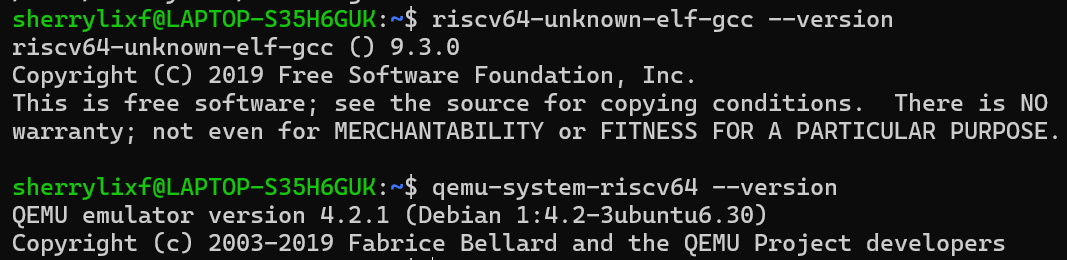 sherrylixf@LAPTOP-S35H6GUK:~$ riscv64-unknown-elf-gcc --version
riscv64-unknown-elf-gcc () 9.3.0
Copyright (C) 2019 Free Software Foundation, Inc.
This is free software; see the source for copying conditions.  There is NO
warranty; not even for MERCHANTABILITY or FITNESS FOR A PARTICULAR PURPOSE.
sherrylixf@LAPTOP-S35H6GUK:~$ qemu-system-riscv64 --version
QEMU emulator version 4.2.1 (Debian 1:4.2-3ubuntu6.30)
Copyright (c) 2003-2019 Fabrice Bellard and the QEMU Project developers